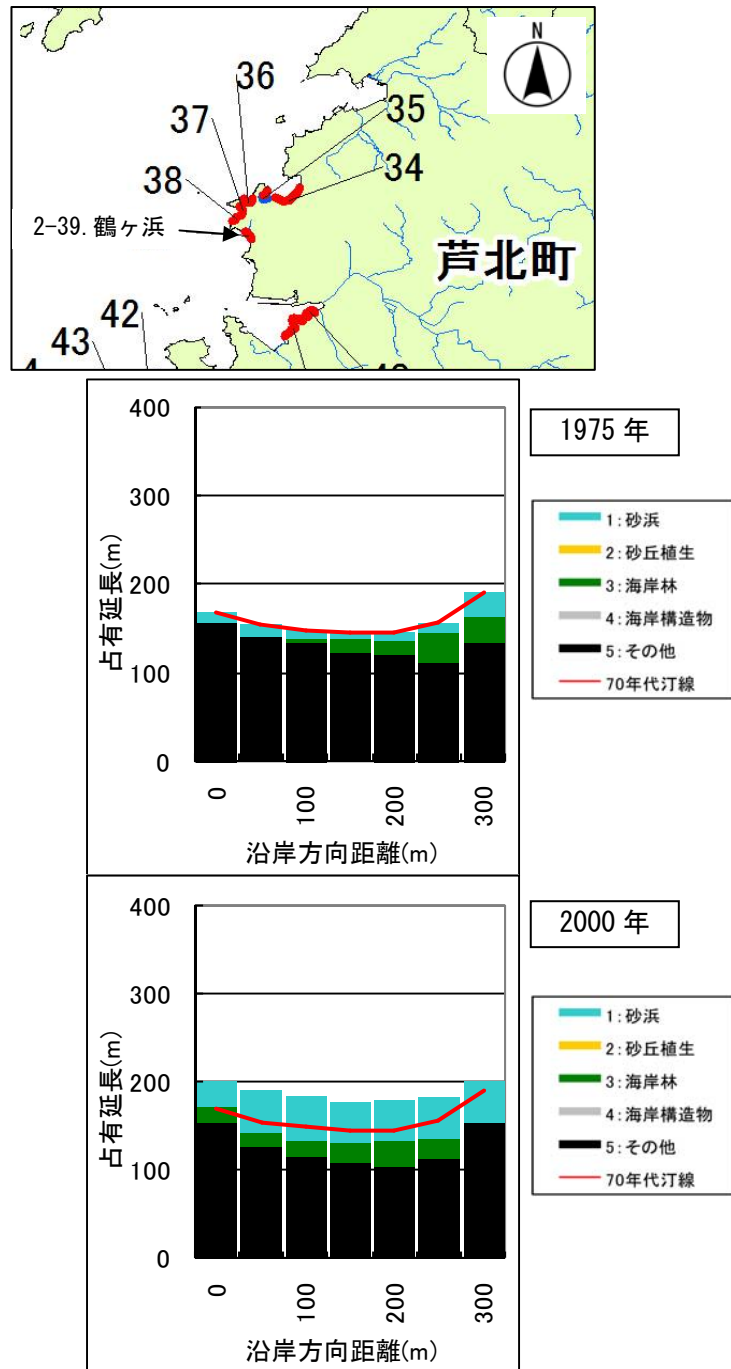 N
36
35
37
34
38
2-39. 鶴ヶ浜
芦北町
42
43
1975 年
400
300
200
100
0
占有延長(m)
0
100
200
300
沿岸方向距離(m)
1:砂浜
2:砂丘植生
3:海岸林
4:海岸構造物
5:その他
70年代汀線
2000 年
400
300
200
100
0
占有延長(m)
0
100
200
300
沿岸方向距離(m)
1:砂浜
2:砂丘植生
3:海岸林
4:海岸構造物
5:その他
70年代汀線